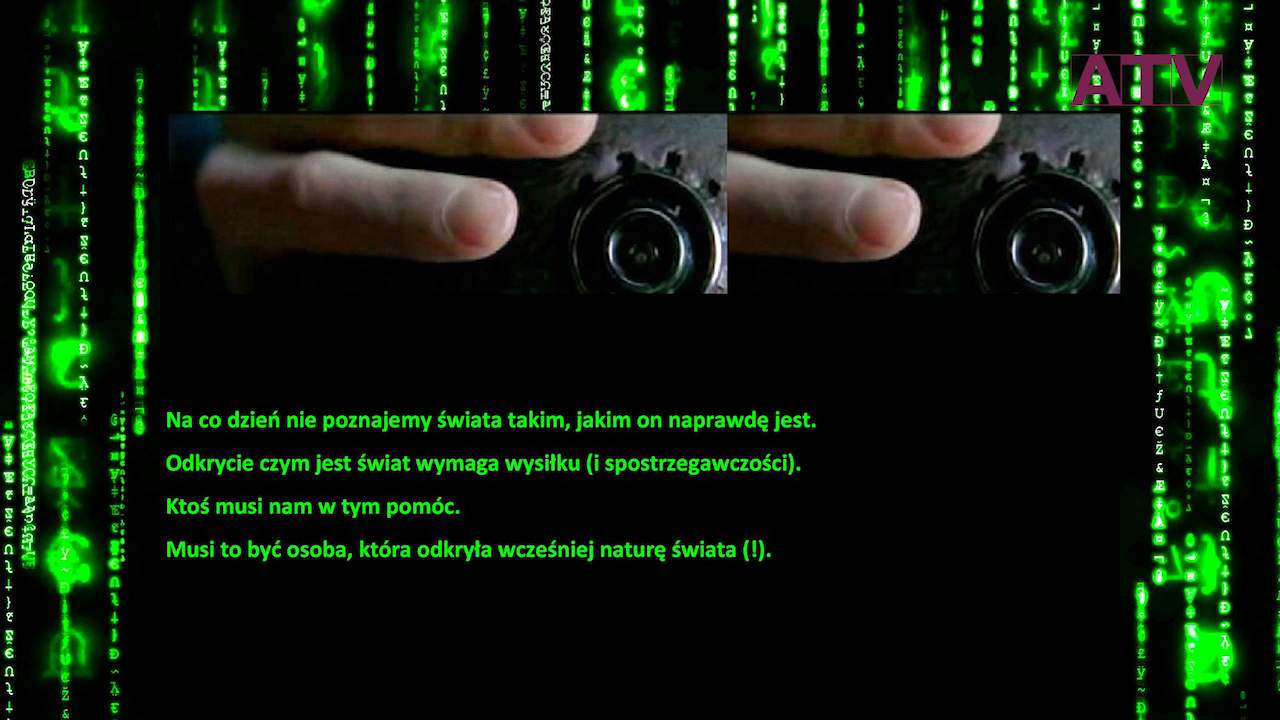 ATV
Na co dzień nie poznajemy świata takim, jakim on naprawdę jest.
Odkrycie czym jest świat wymaga wysiłku (i spostrzegawczości).
Ktoś musi nam w tym pomóc.
Musi to być osoba, która odkryła wcześniej naturę świata (!).